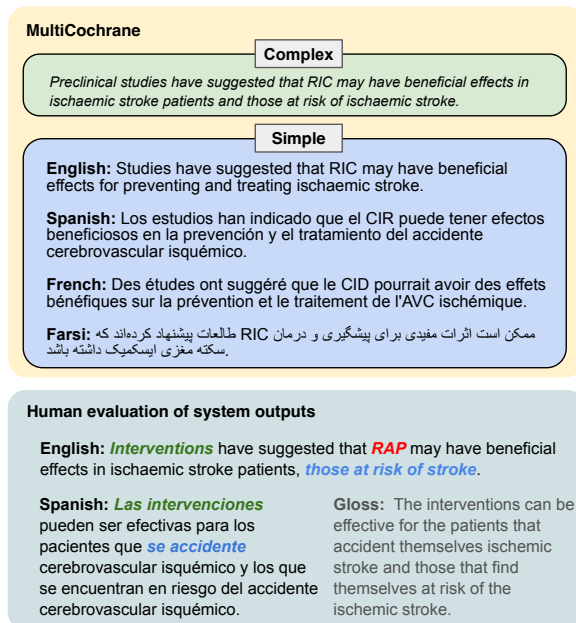 MultiCochrane
Complex
Preclinical studies have suggested that RIC may have beneficial effects in
ischaemic stroke patients and those at risk of ischaemic stroke.
Simple
English: Studies have suggested that RIC may have beneficial
effects for preventing and treating ischaemic stroke.
Spanish: Los estudios han indicado que el CIR puede tener efectos
beneficiosos en la prevención y el tratamiento del accidente
cerebrovascular isquémico.
French: Des études ont suggéré que le CID pourrait avoir des effets
bénéfiques sur la prévention et le traitement de l'AVC ischémique.
Farsi: طالعات پیشنهاد کرده‌اند که RIC ممکن است اثرات مفیدی برای پیشگیری و درمان
سکته مغزی ایسکمیک داشته باشد.
Human evaluation of system outputs
English: Interventions have suggested that RAP may have beneficial
effects in ischaemic stroke patients, those at risk of stroke.
Spanish: Las intervenciones
pueden ser efectivas para los
pacientes que se accidente
cerebrovascular isquémico y los que
se encuentran en riesgo del accidente
cerebrovascular isquémico.
Gloss: The interventions can be
effective for the patients that
accident themselves ischemic
stroke and those that find
themselves at risk of the
ischemic stroke.